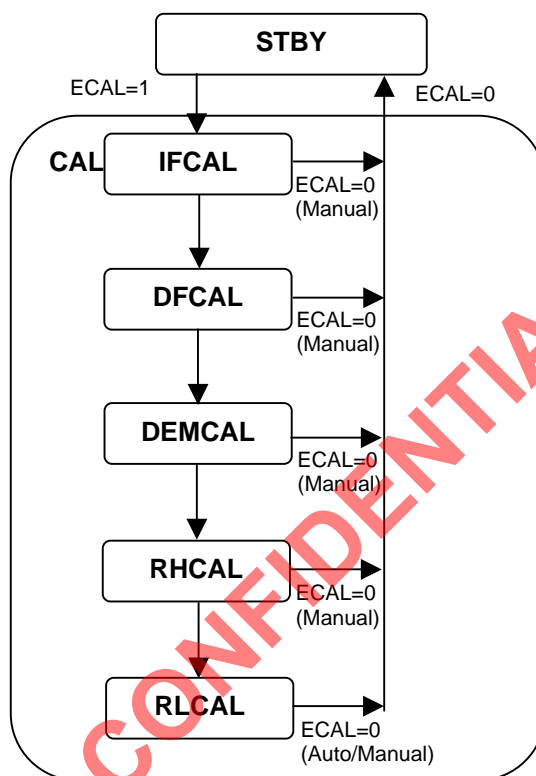 STBY
ECAL=1
ECAL=0
CAL
IFCAL
ECAL=0
(Manual)
DFCAL
ECAL=0
(Manual)
DEMCAL
ECAL=0
(Manual)
RHCAL
ECAL=0
(Manual)
RLCAL
ECAL=0
(Auto/Manual)
CONFIDENTIA